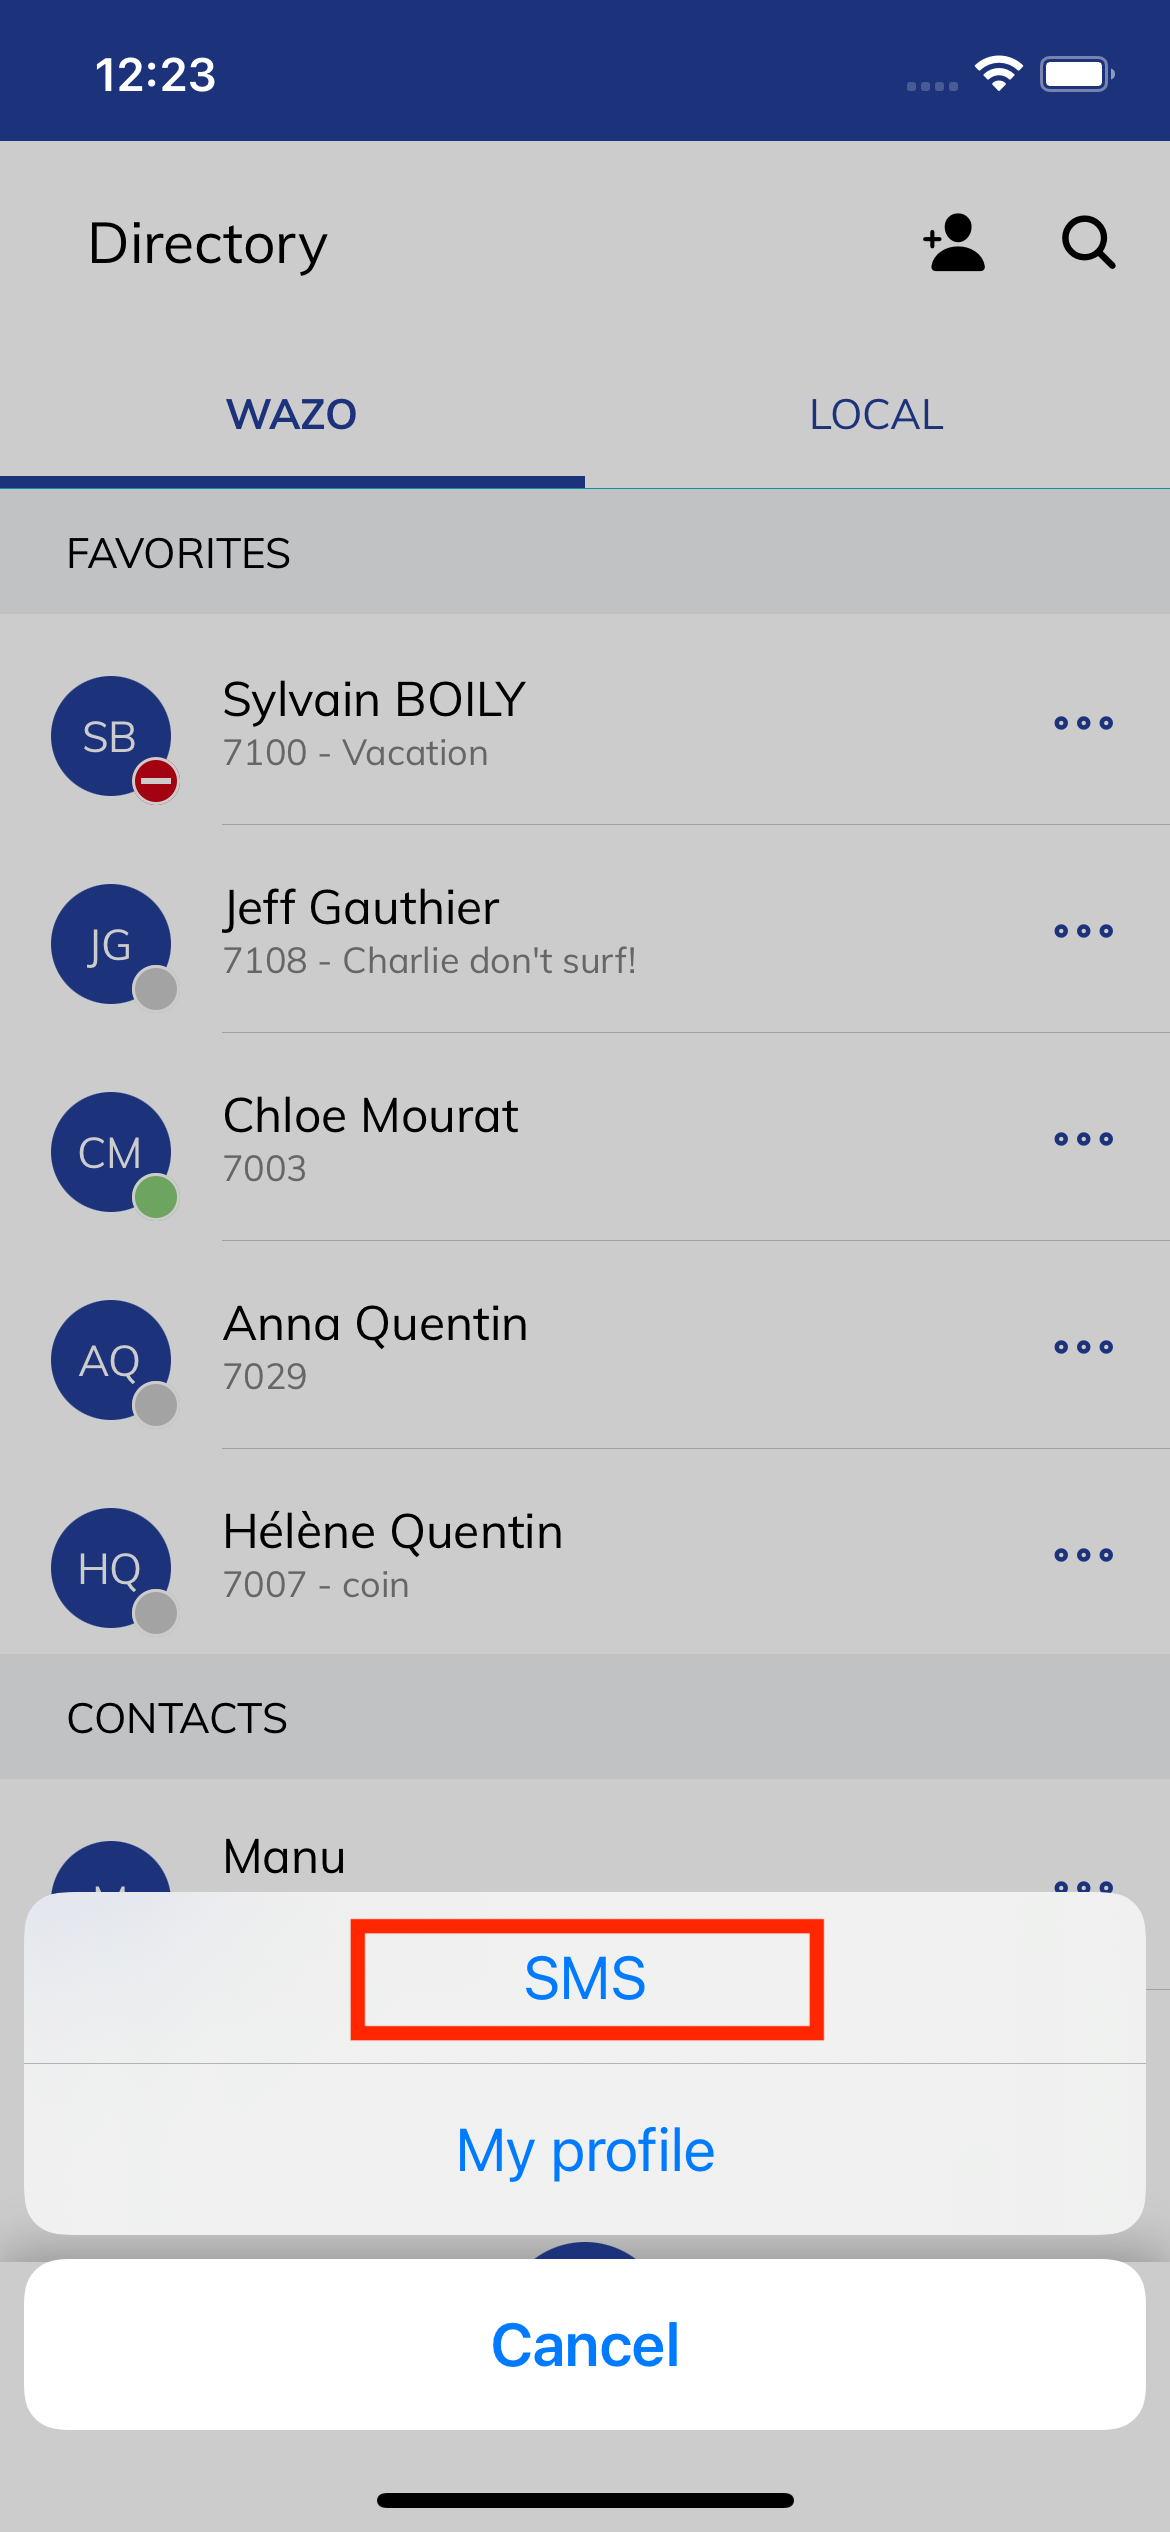 12:23
Directory
WAZO
LOCAL
FAVORITES
SB
Sylvain BOILY
7100 - Vacation
JG
Jeff Gauthier
7108 - Charlie don't surf!
CM
Chloe Mourat
7003
AQ
Anna Quentin
7029
HQ
Hélène Quentin
7007 - coin
CONTACTS
Manu
SMS
My profile
Cancel